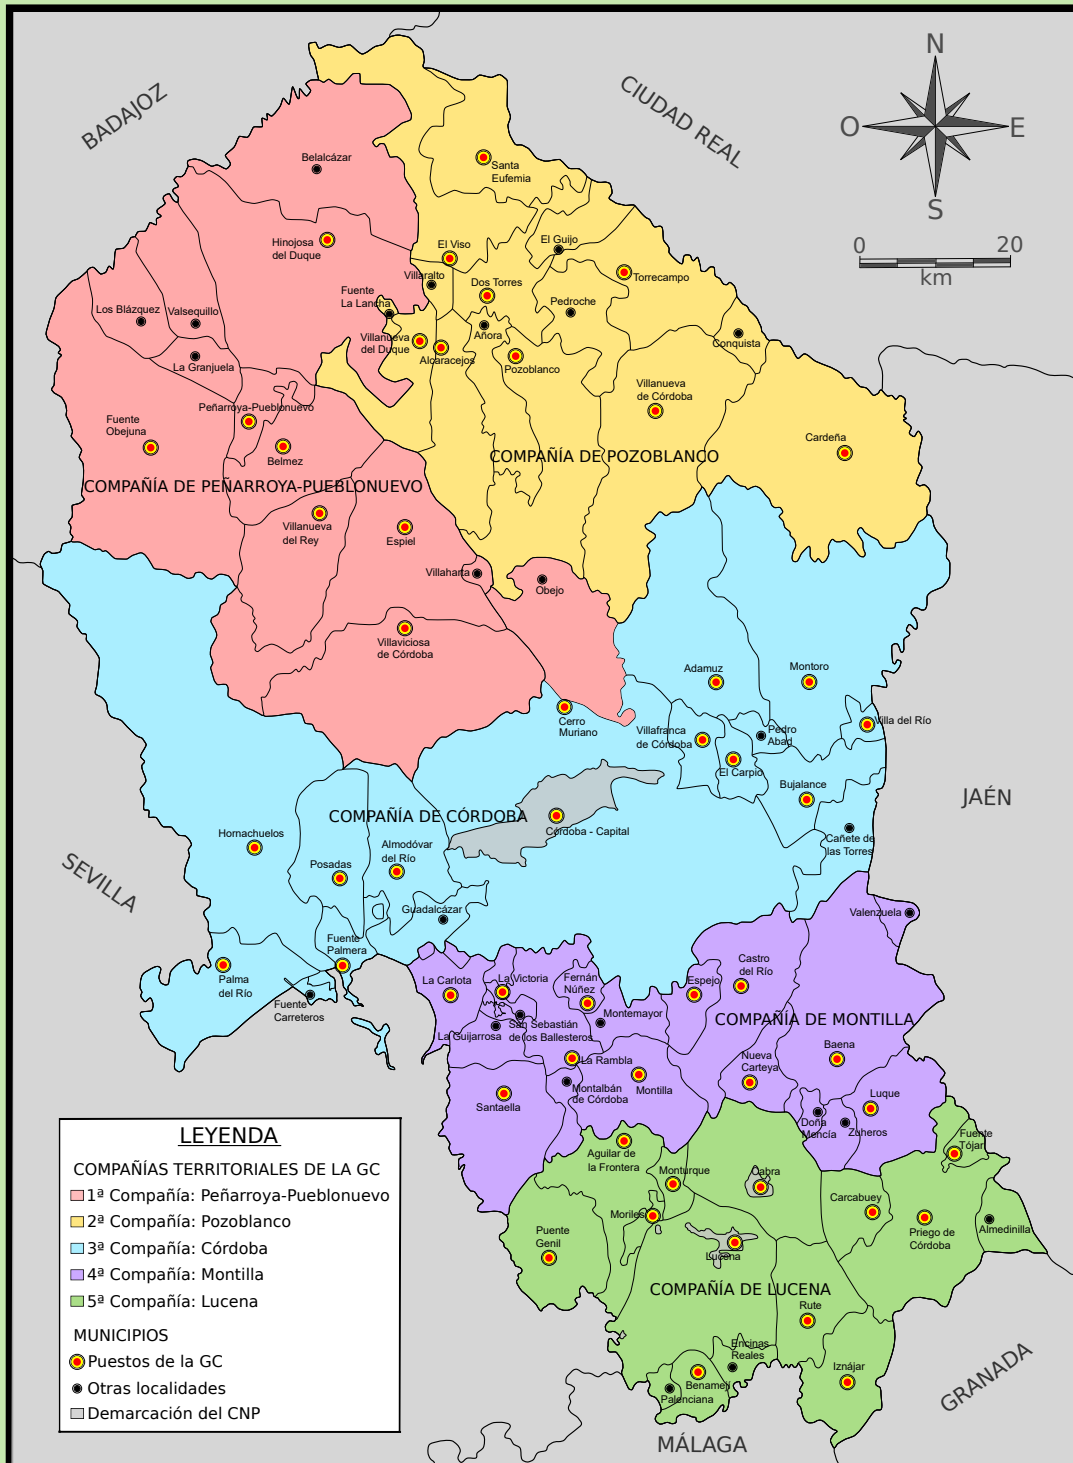 BADAJOZ
CIUDAD REAL
N
O
E
S
0
20
km
Belalcázar
Santa
Eufemia
Hinojosa
del Duque
El Viso
El Guijo
Villaralto
Torrecampo
Fuente
La Lancha
Dos Torres
Pedroche
Los Blázquez
Valsequillo
Añora
Conquista
Villanueva
del Duque
Alcaracejos
Pozoblanco
La Granjuela
Villanueva
de Córdoba
Peñarroya-Pueblonuevo
Fuente
Obejuna
Belmez
Cardeña
COMPAÑÍA DE POZOBLANCO
COMPAÑÍA DE PEÑARROYA-PUEBLONUEVO
Villanueva
del Rey
Espiel
Villaharta
Obejo
Villaviciosa
de Córdoba
Adamuz
Montoro
Cerro
Muriano
Villafranca
de Córdoba
Pedro
Abad
Villa del Río
El Carpio
Bujalance
JAÉN
COMPAÑÍA DE CÓRDOBA
Córdoba - Capital
Cañete de
las Torres
Hornachuelos
Almodóvar
del Río
Posadas
SEVILLA
Guadalcázar
Valenzuela
Fuente
Palmera
Palma
del Río
Fuente
Carreteros
La Carlota
La Victoria
Fernán
Núñez
Espejo
Castro
del Río
Montemayor
San Sebastián
de los Ballesteros
La Guijarrosa
COMPAÑÍA DE MONTILLA
La Rambla
Montilla
Nueva
Carteya
Baena
Santaella
Montalbán
de Córdoba
Luque
Doña
Mencía
Zuheros
Aguilar de
la Frontera
Fuente
Tójar
Monturque
Cabra
Carcabuey
Moriles
Priego de
Córdoba
Almedinilla
Puente
Genil
Lucena
COMPAÑÍA DE LUCENA
Rute
Encinas
Reales
Iznájar
Benamejí
Palenciana
GRANADA
MÁLAGA
LEYENDA
COMPAÑÍAS TERRITORIALES DE LA GC
1ª Compañía: Peñarroya-Pueblonuevo
2ª Compañía: Pozoblanco
3ª Compañía: Córdoba
4ª Compañía: Montilla
5ª Compañía: Lucena
MUNICIPIOS
Puestos de la GC
Otras localidades
Demarcación del CNP